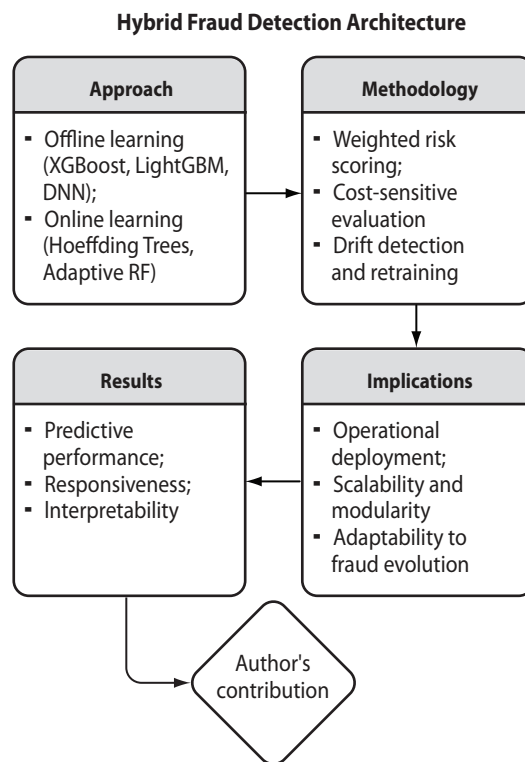 Hybrid Fraud Detection Architecture
Approach
- Offline learning
(XGBoost, LightGBM,
DNN);
- Online learning
(Hoeffding Trees,
Adaptive RF)
Methodology
- Weighted risk
scoring;
- Cost-sensitive
evaluation
- Drift detection
and retraining
Results
- Predictive
performance;
- Responsiveness;
- Interpretability
Implications
- Operational
deployment;
- Scalability and
modularity
- Adaptability to
fraud evolution
Author's
contribution